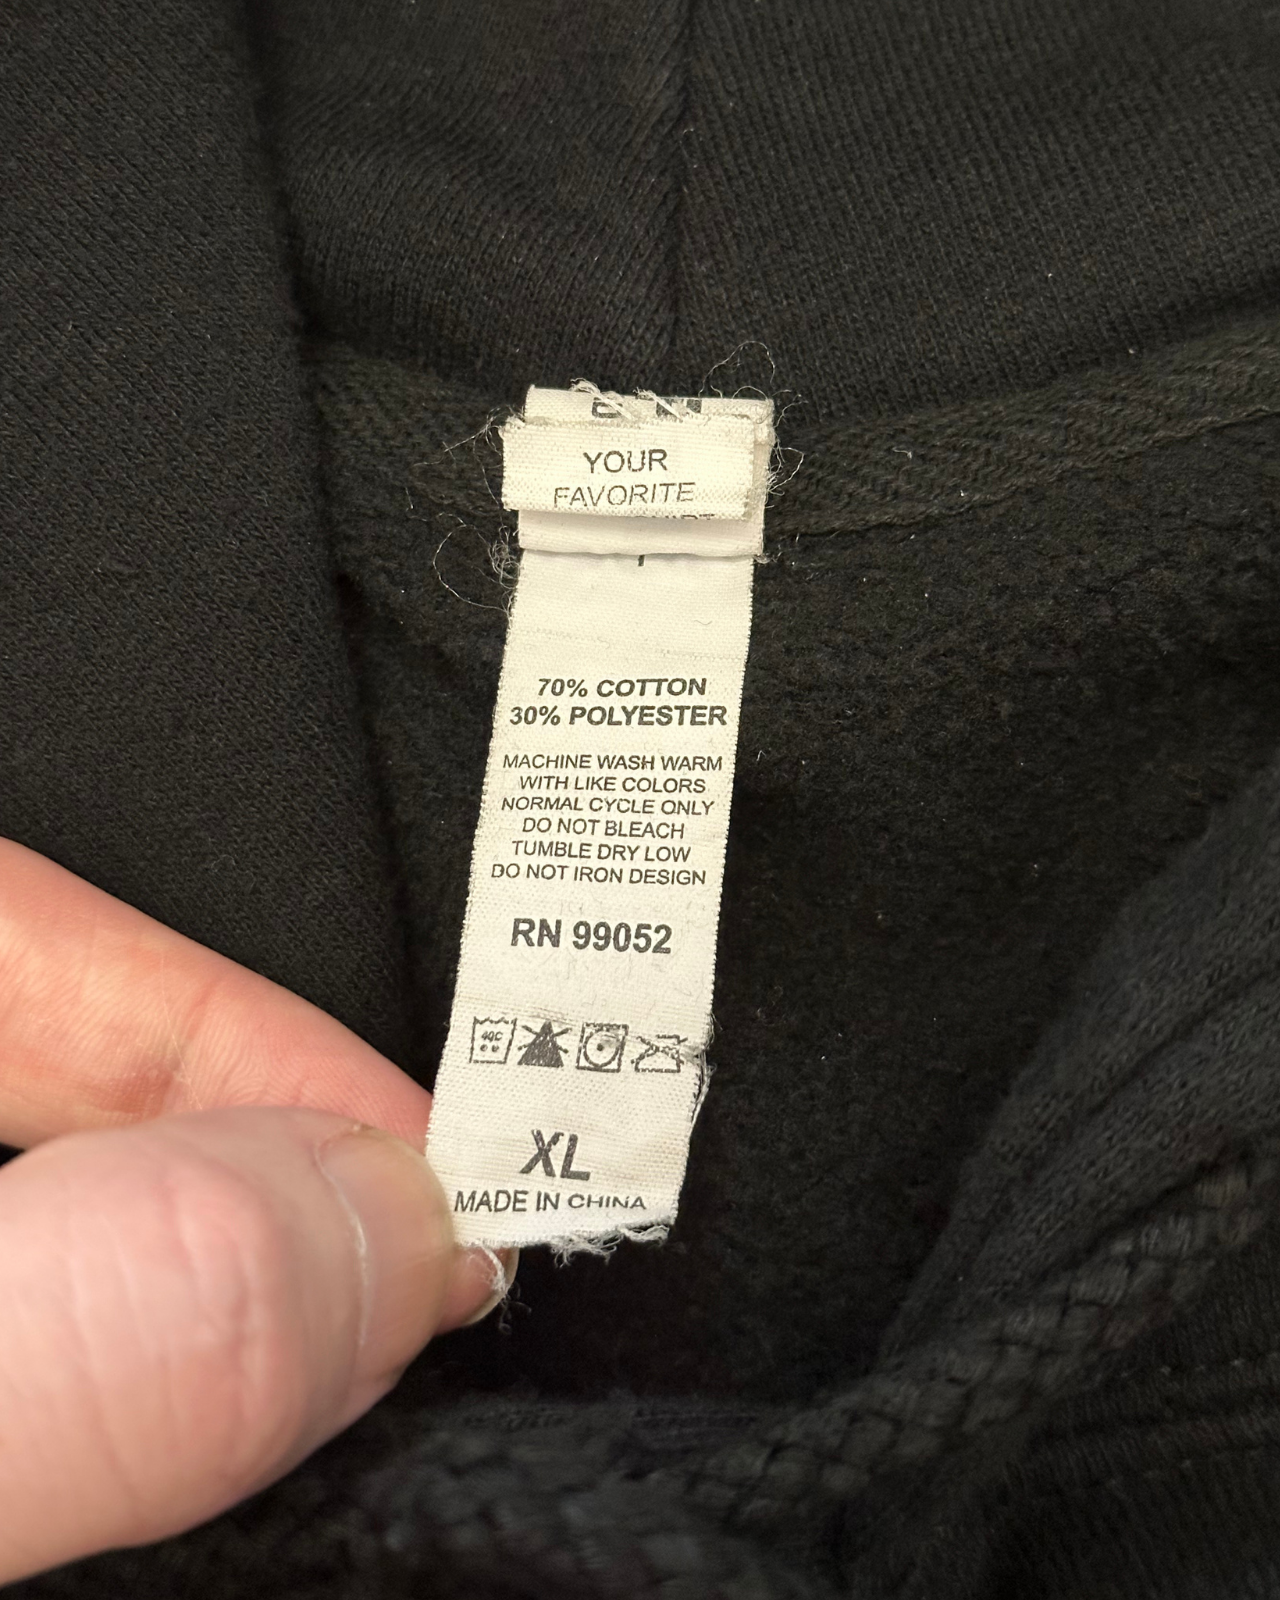 YOUR
FAVORITE
70% COTTON
30% POLYESTER
MACHINE WASH WARM
WITH LIKE COLORS
NORMAL CYCLE ONLY
DO NOT BLEACH
TUMBLE DRY LOW
DO NOT IRON DESIGN
RN 99052
40C
XL
MADE IN CHINA